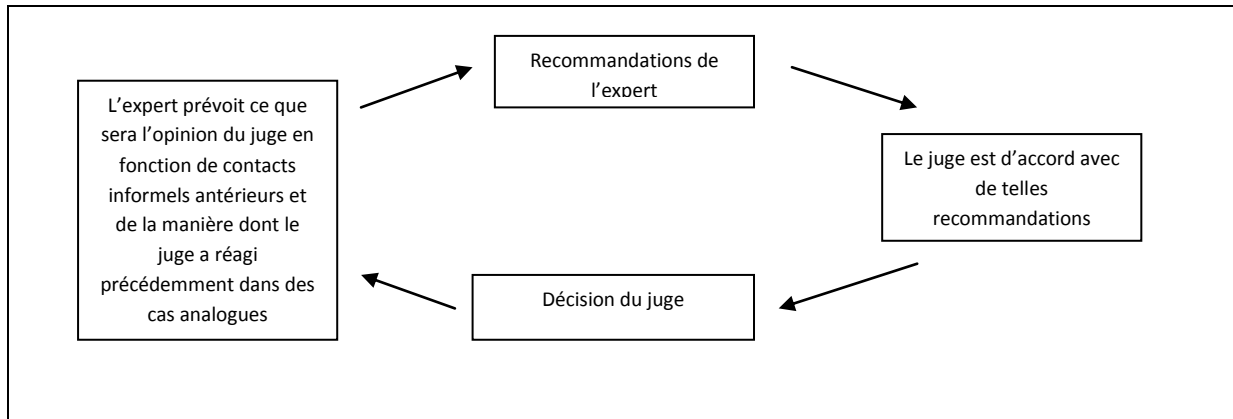 Recommandations de
l'expert
L'expert prévoit ce que
sera l'opinion du juge en
fonction de contacts
informels antérieurs et
de la manière dont le
juge a réagi
précédemment dans des
cas analogues
Le juge est d'accord avec
de telles
recommandations
Décision du juge